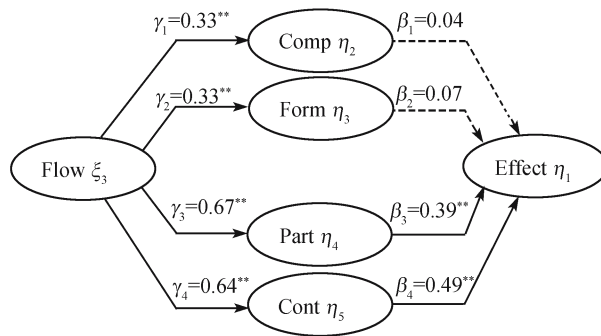 γ₁=0.33**
β₁=0.04
Comp η₂
γ₂=0.33**
β₂=0.07
Form η₃
Flow ξ₃
Effect η₁
γ₃=0.67**
β₃=0.39**
Part η₄
γ₄=0.64**
β₄=0.49**
Cont η₅